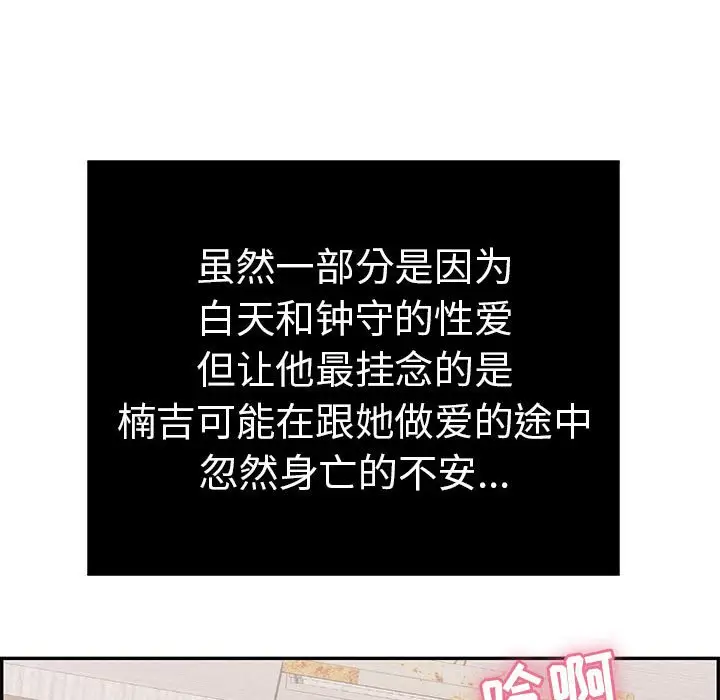 虽然一部分是因为
白天和钟守的性爱
但让他最挂念的是
楠吉可能在跟她做爱的途中
忽然身亡的不安...
哈啊